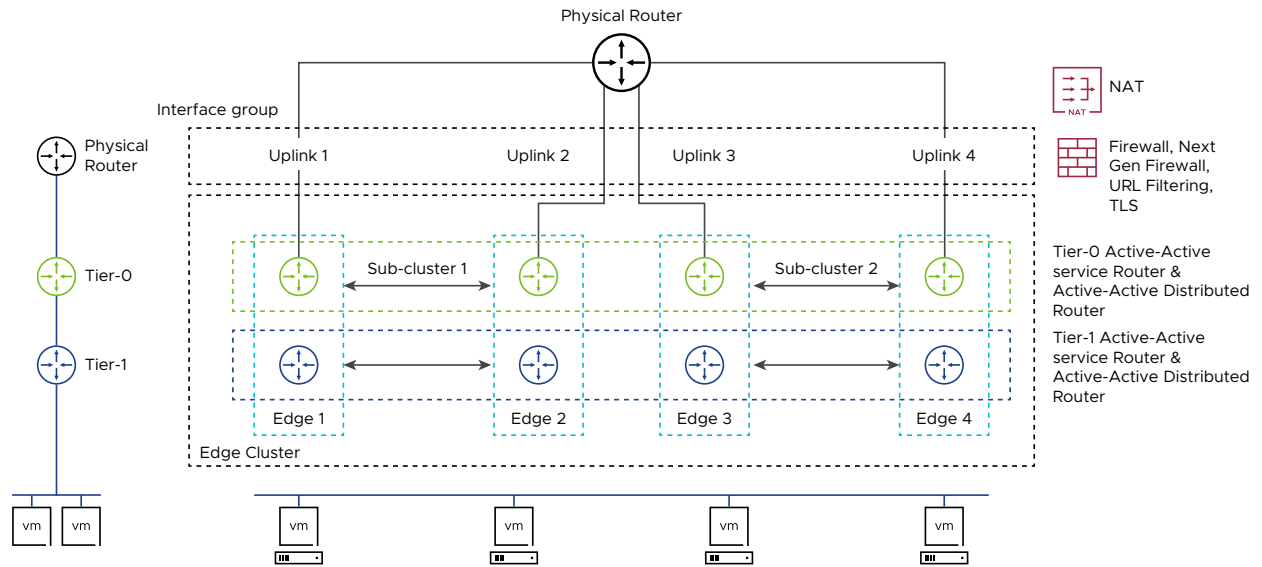 Physical Router
Interface group
Uplink 1
Uplink 2
Uplink 3
Uplink 4
NAT
NAT
Firewall, Next
Gen Firewall,
URL Filtering,
TLS
Physical
Router
Tier-0
Tier-1
Sub-cluster 1
Sub-cluster 2
Tier-0 Active-Active
service Router &
Active-Active Distributed
Router
Tier-1 Active-Active
service Router &
Active-Active Distributed
Router
Edge 1
Edge 2
Edge 3
Edge 4
Edge Cluster
vm
vm
vm
vm
vm
vm